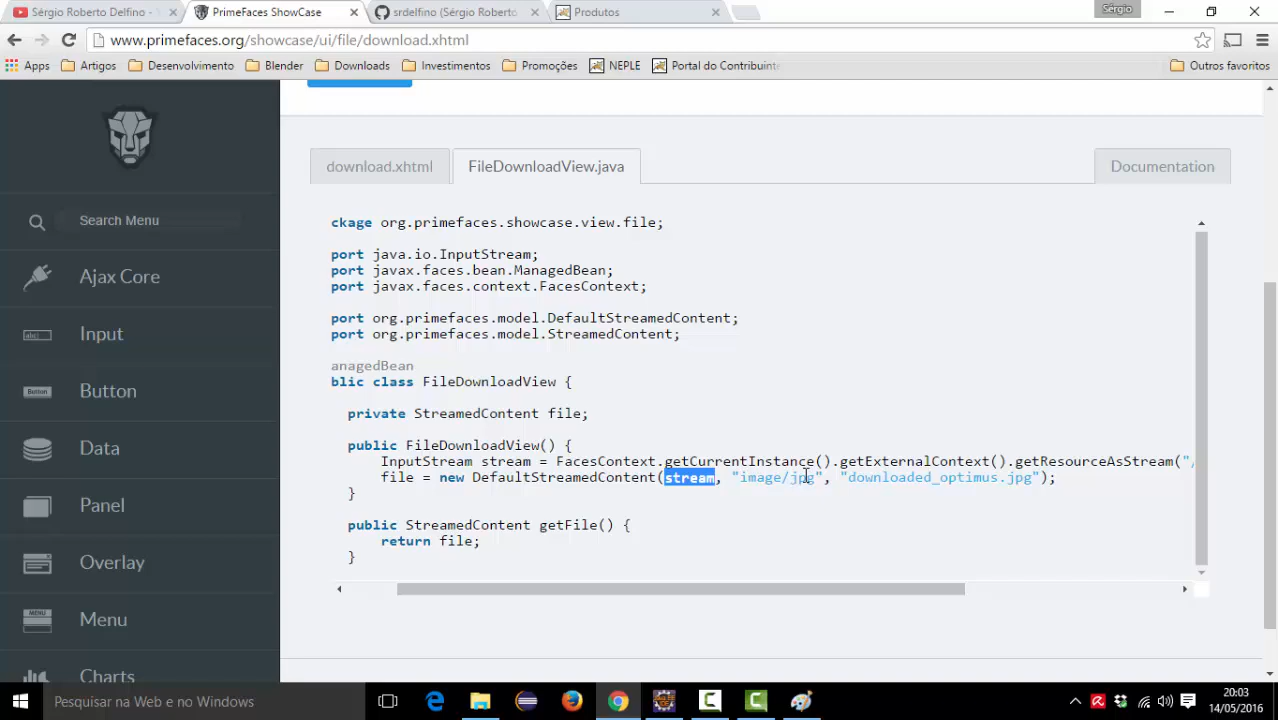 Sérgio Roberto Delfino -
PrimeFaces ShowCase
srdelfino (Sérgio Roberto
Produtos
Sérgio
www.primefaces.org/showcase/ui/file/download.xhtml
Apps
Artigos
Desenvolvimento
Blender
Downloads
Investimentos
Promoções
NEPLE
Portal do Contribuinte
Outros favoritos
Search Menu
Ajax Core
Input
Button
Button
Data
Panel
Overlay
MENU
Menu
Charts
download.xhtml
FileDownloadView.java
Documentation
ckage org.primefaces.showcase.view.file;
port java.io.InputStream;
port javax.faces.bean.ManagedBean;
port javax.faces.context.FacesContext;
port org.primefaces.model.DefaultStreamedContent;
port org.primefaces.model.StreamedContent;
anagedBean
blic class FileDownloadView {
private StreamedContent file;
public FileDownloadView() {
InputStream stream = FacesContext.getCurrentInstance().getExternalContext().getResourceAsStream("/
file = new DefaultStreamedContent(stream, "image/jpg", "downloaded_optimus.jpg");
}
public StreamedContent getFile() {
return file;
}
Pesquisar na Web e no Windows
20:03
14/05/2016